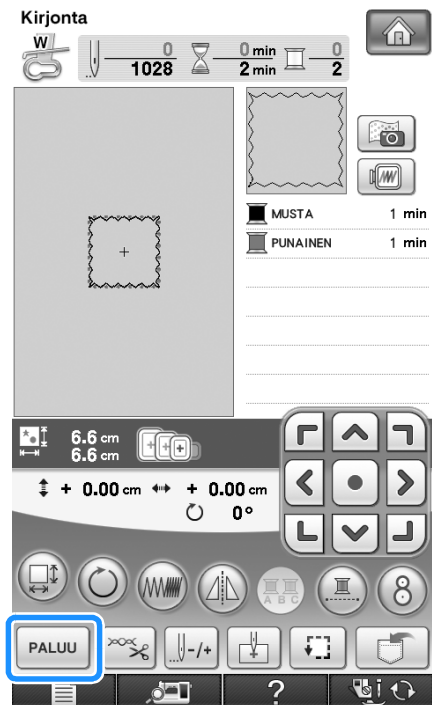 Kirjonta
W
0 0 min 0
1028 2 min 2
MUSTA 1 min
PUNAINEN 1 min
6.6 cm
6.6 cm
+ 0.00 cm + 0.00 cm
0°
A B C
8
PALUU
-/+
?